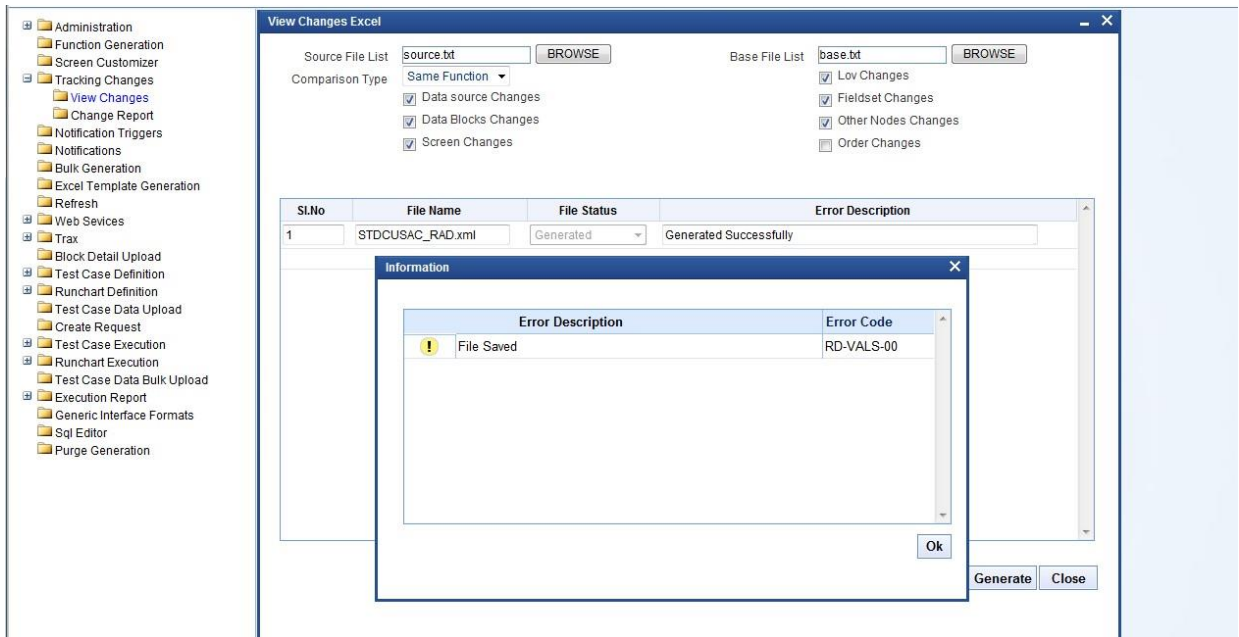 Administration
Function Generation
Screen Customizer
Tracking Changes
View Changes
Change Report
Notification Triggers
Notifications
Bulk Generation
Excel Template Generation
Refresh
Web Sevices
Trax
Block Detail Upload
Test Case Definition
Runchart Definition
Test Case Data Upload
Create Request
Test Case Execution
Runchart Execution
Test Case Data Bulk Upload
Execution Report
Generic Interface Formats
Sql Editor
Purge Generation
View Changes Excel
Source File List source.txt BROWSE Base File List base.txt BROWSE
Comparison Type Same Function Lov Changes
Data source Changes Fieldset Changes
Data Blocks Changes Other Nodes Changes
Screen Changes Order Changes
Sl.No File Name File Status Error Description
1 STDCUSAC_RAD.xml Generated Generated Successfully
Information
Error Description Error Code
File Saved RD-VALS-00
Ok
Generate Close